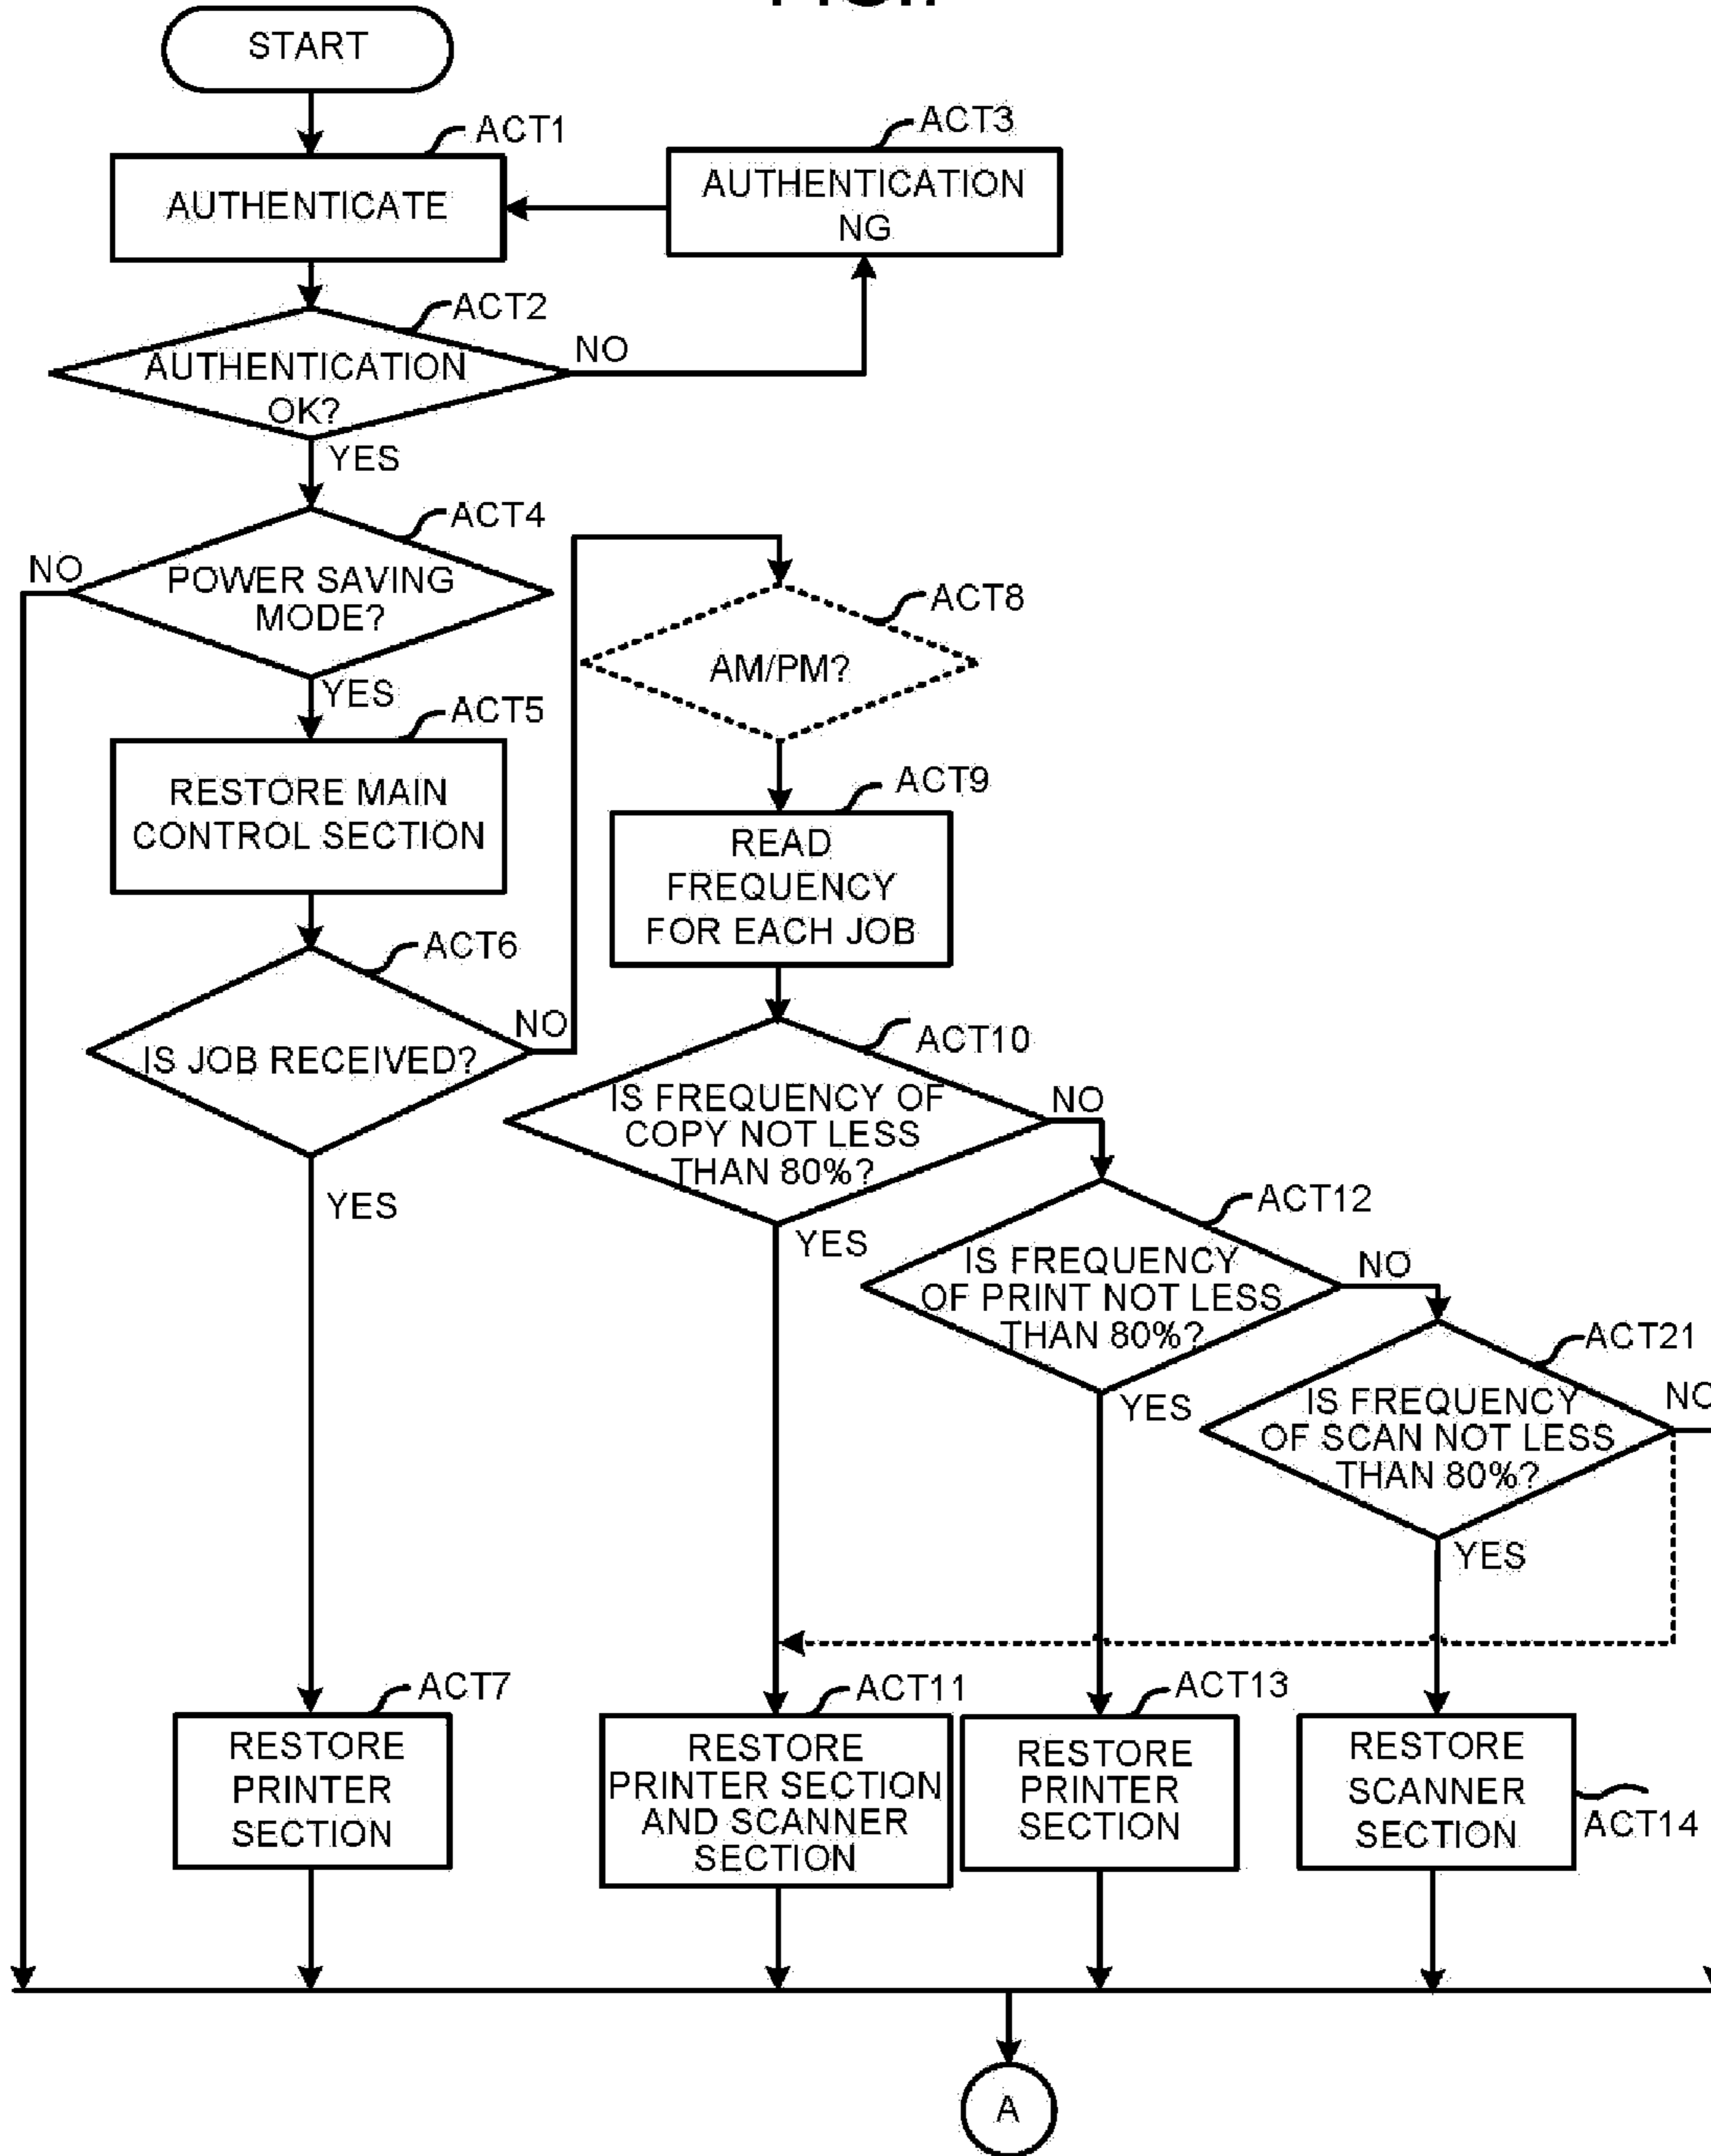 START
ACT1
AUTHENTICATE
ACT3
AUTHENTICATION
NG
ACT2
AUTHENTICATION
OK?
NO
YES
ACT4
NO
POWER SAVING
MODE?
YES
ACT5
RESTORE MAIN
CONTROL SECTION
ACT6
IS JOB RECEIVED?
NO
YES
ACT7
RESTORE
PRINTER
SECTION
ACT8
AM/PM?
ACT9
READ
FREQUENCY
FOR EACH JOB
ACT10
IS FREQUENCY OF
COPY NOT LESS
THAN 80%?
NO
YES
ACT11
RESTORE
PRINTER SECTION
AND SCANNER
SECTION
ACT12
IS FREQUENCY
OF PRINT NOT LESS
THAN 80%?
NO
YES
ACT13
RESTORE
PRINTER
SECTION
ACT21
IS FREQUENCY
OF SCAN NOT LESS
THAN 80%?
NO
YES
RESTORE
SCANNER
SECTION
ACT14
A